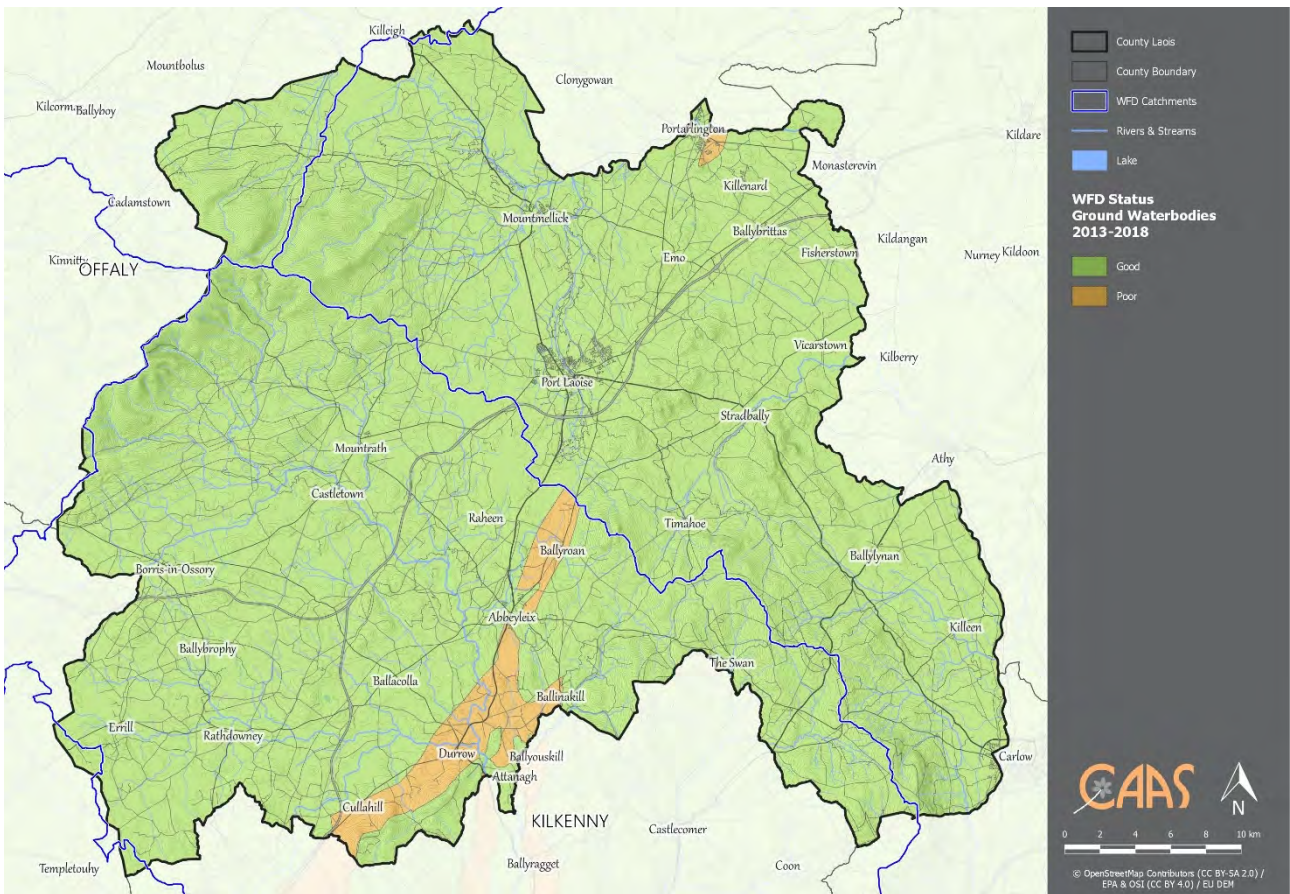 Killeigh
Mountbolus
Clonygowan
Kilcorm
Ballyboy
Portarlington
Kildare
Monasterevin
Killenard
Cadamstown
Mountmellick
Ballybrittas
Kildangan
Kinnitty
OFFALY
Emo
Fisherstown
Nurney
Kildoon
Vicarstown
Kilberry
Port Laoise
Stradbally
Mountrath
Athy
Castletown
Raheen
Timahoe
Ballyroan
Ballylynan
Borris-in-Ossory
Abbeyleix
Killeen
Ballybrophy
The Swan
Ballacolla
Ballinakill
Errill
Rathdowney
Durrow
Ballyouskill
Carlow
Attanagh
Cullahill
KILKENNY
Castlecomer
Templetouhy
Ballyragget
Coon
County Laois
County Boundary
WFD Catchments
Rivers & Streams
Lake
WFD Status
Ground Waterbodies
2013-2018
Good
Poor
CAAS
N
0 2 4 6 8 10 km
© OpenStreetMap Contributors (CC BY-SA 2.0) /
EPA & OSI (CC BY 4.0) / EU DEM